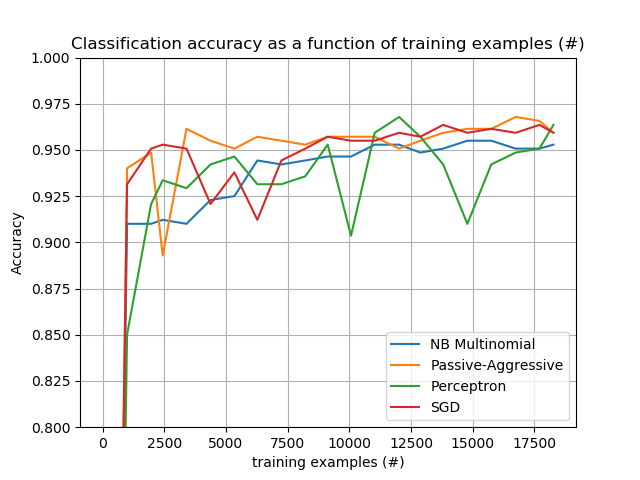 Classification accuracy as a function of training examples (#)
1.000
0.975
0.950
0.925
0.900
0.875
0.850
0.825
0.800
Accuracy
NB Multinomial
Passive-Aggressive
Perceptron
SGD
0 2500 5000 7500 10000 12500 15000 17500
training examples (#)